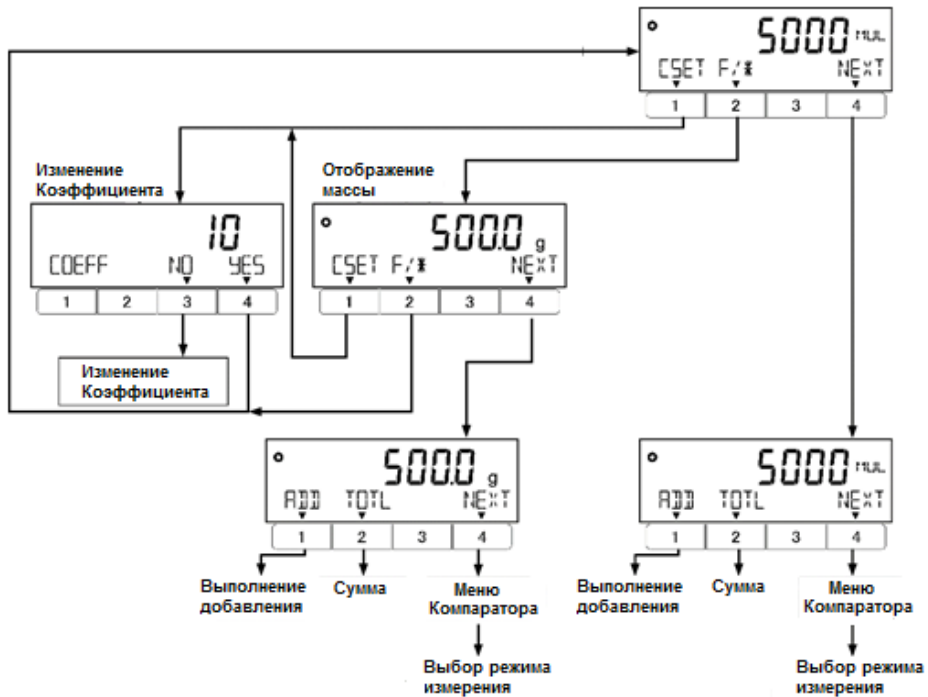 5000 MUL
CSET F/* NEXT
1 2 3 4
Изменение
Коэффициента
10
COEFF NO YES
1 2 3 4
Изменение
Коэффициента
Отображение
массы
500.0 g
CSET F/* NEXT
1 2 3 4
500.0 g
ADD TOTL NEXT
1 2 3 4
Выполнение
добавления
Сумма
Меню
Компаратора
Выбор режима
измерения
5000 MUL
ADD TOTL NEXT
1 2 3 4
Выполнение
добавления
Сумма
Меню
Компаратора
Выбор режима
измерения